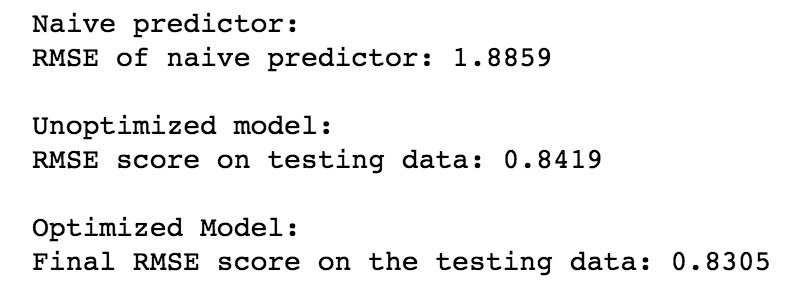 Naive predictor:
RMSE of naive predictor: 1.8859
Unoptimized model:
RMSE score on testing data: 0.8419
Optimized Model:
Final RMSE score on the testing data: 0.8305